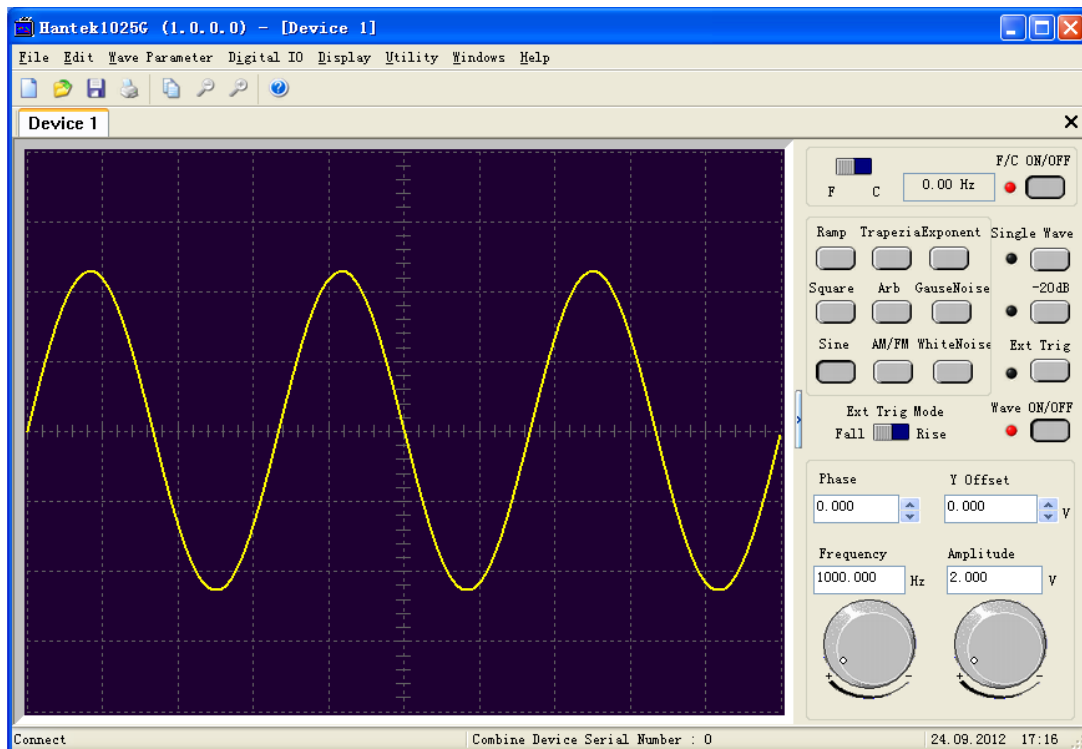 Hantek1025G (1.0.0.0) - [Device 1]
File Edit Wave Parameter Digital IO Display Utility Windows Help
Device 1
F/C ON/OFF
F C 0.00 Hz
Ramp TrapeziaExponent Single Wave
Square Arb GauseNoise -20dB
Sine AM/FM WhiteNoise Ext Trig
Ext Trig Mode Wave ON/OFF
Fall Rise
Phase Y Offset
0.000 0.000 V
Frequency Amplitude
1000.000 Hz 2.000 V
+ - + -
Connect Combine Device Serial Number : 0 24.09.2012 17:16